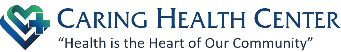 CARING HEALTH CENTER
“Health is the Heart of Our Community”